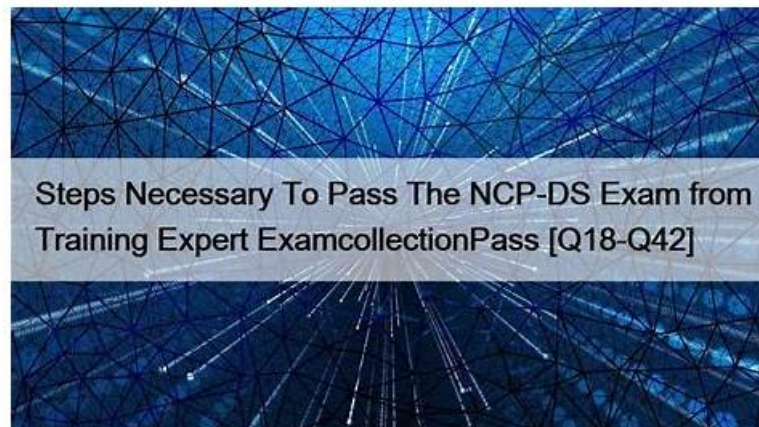 Steps Necessary To Pass The NCP-DS Exam from
Training Expert ExamcollectionPass [Q18-Q42]